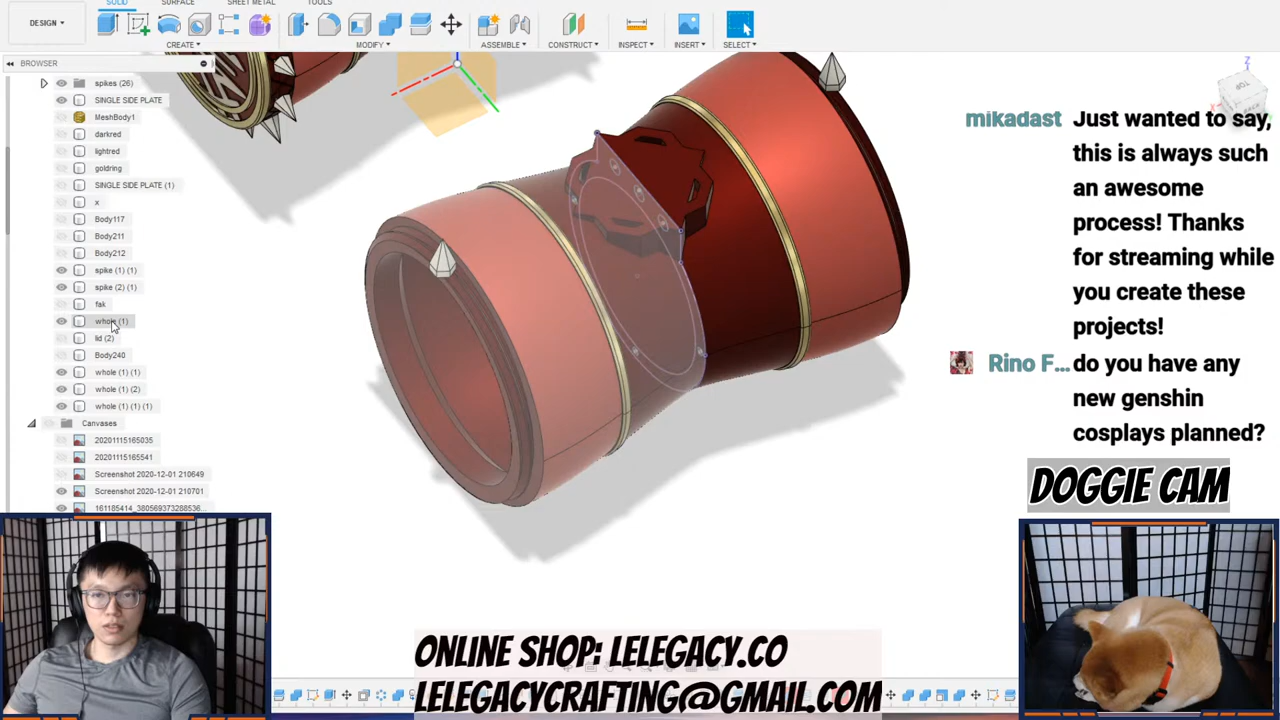 SOLID
SURFACE
SHEET METAL
TOOLS
DESIGN
CREATE
MODIFY
ASSEMBLE
CONSTRUCT
INSPECT
INSERT
SELECT
BROWSER
spikes (26)
SINGLE SIDE PLATE
MeshBody1
darkred
lightred
goldring
SINGLE SIDE PLATE (1)
x
Body117
Body211
Body212
spike (1) (1)
spike (2) (1)
fak
whole (1)
lid (2)
Body240
whole (1) (1)
whole (1) (2)
whole (1) (1) (1)
Canvases
20201115165035
20201115165541
Screenshot 2020-12-01 210649
Screenshot 2020-12-01 210701
161185414_380569373288536...
Z
TOP
BACK
mikadast Just wanted to say,
this is always such
an awesome
process! Thanks
for streaming while
you create these
projects!
Rino F... do you have any
new genshin
cosplays planned?
DOGGIE CAM
ONLINE SHOP: LELEGACY.CO
LELEGACYCRAFTING@GMAIL.COM